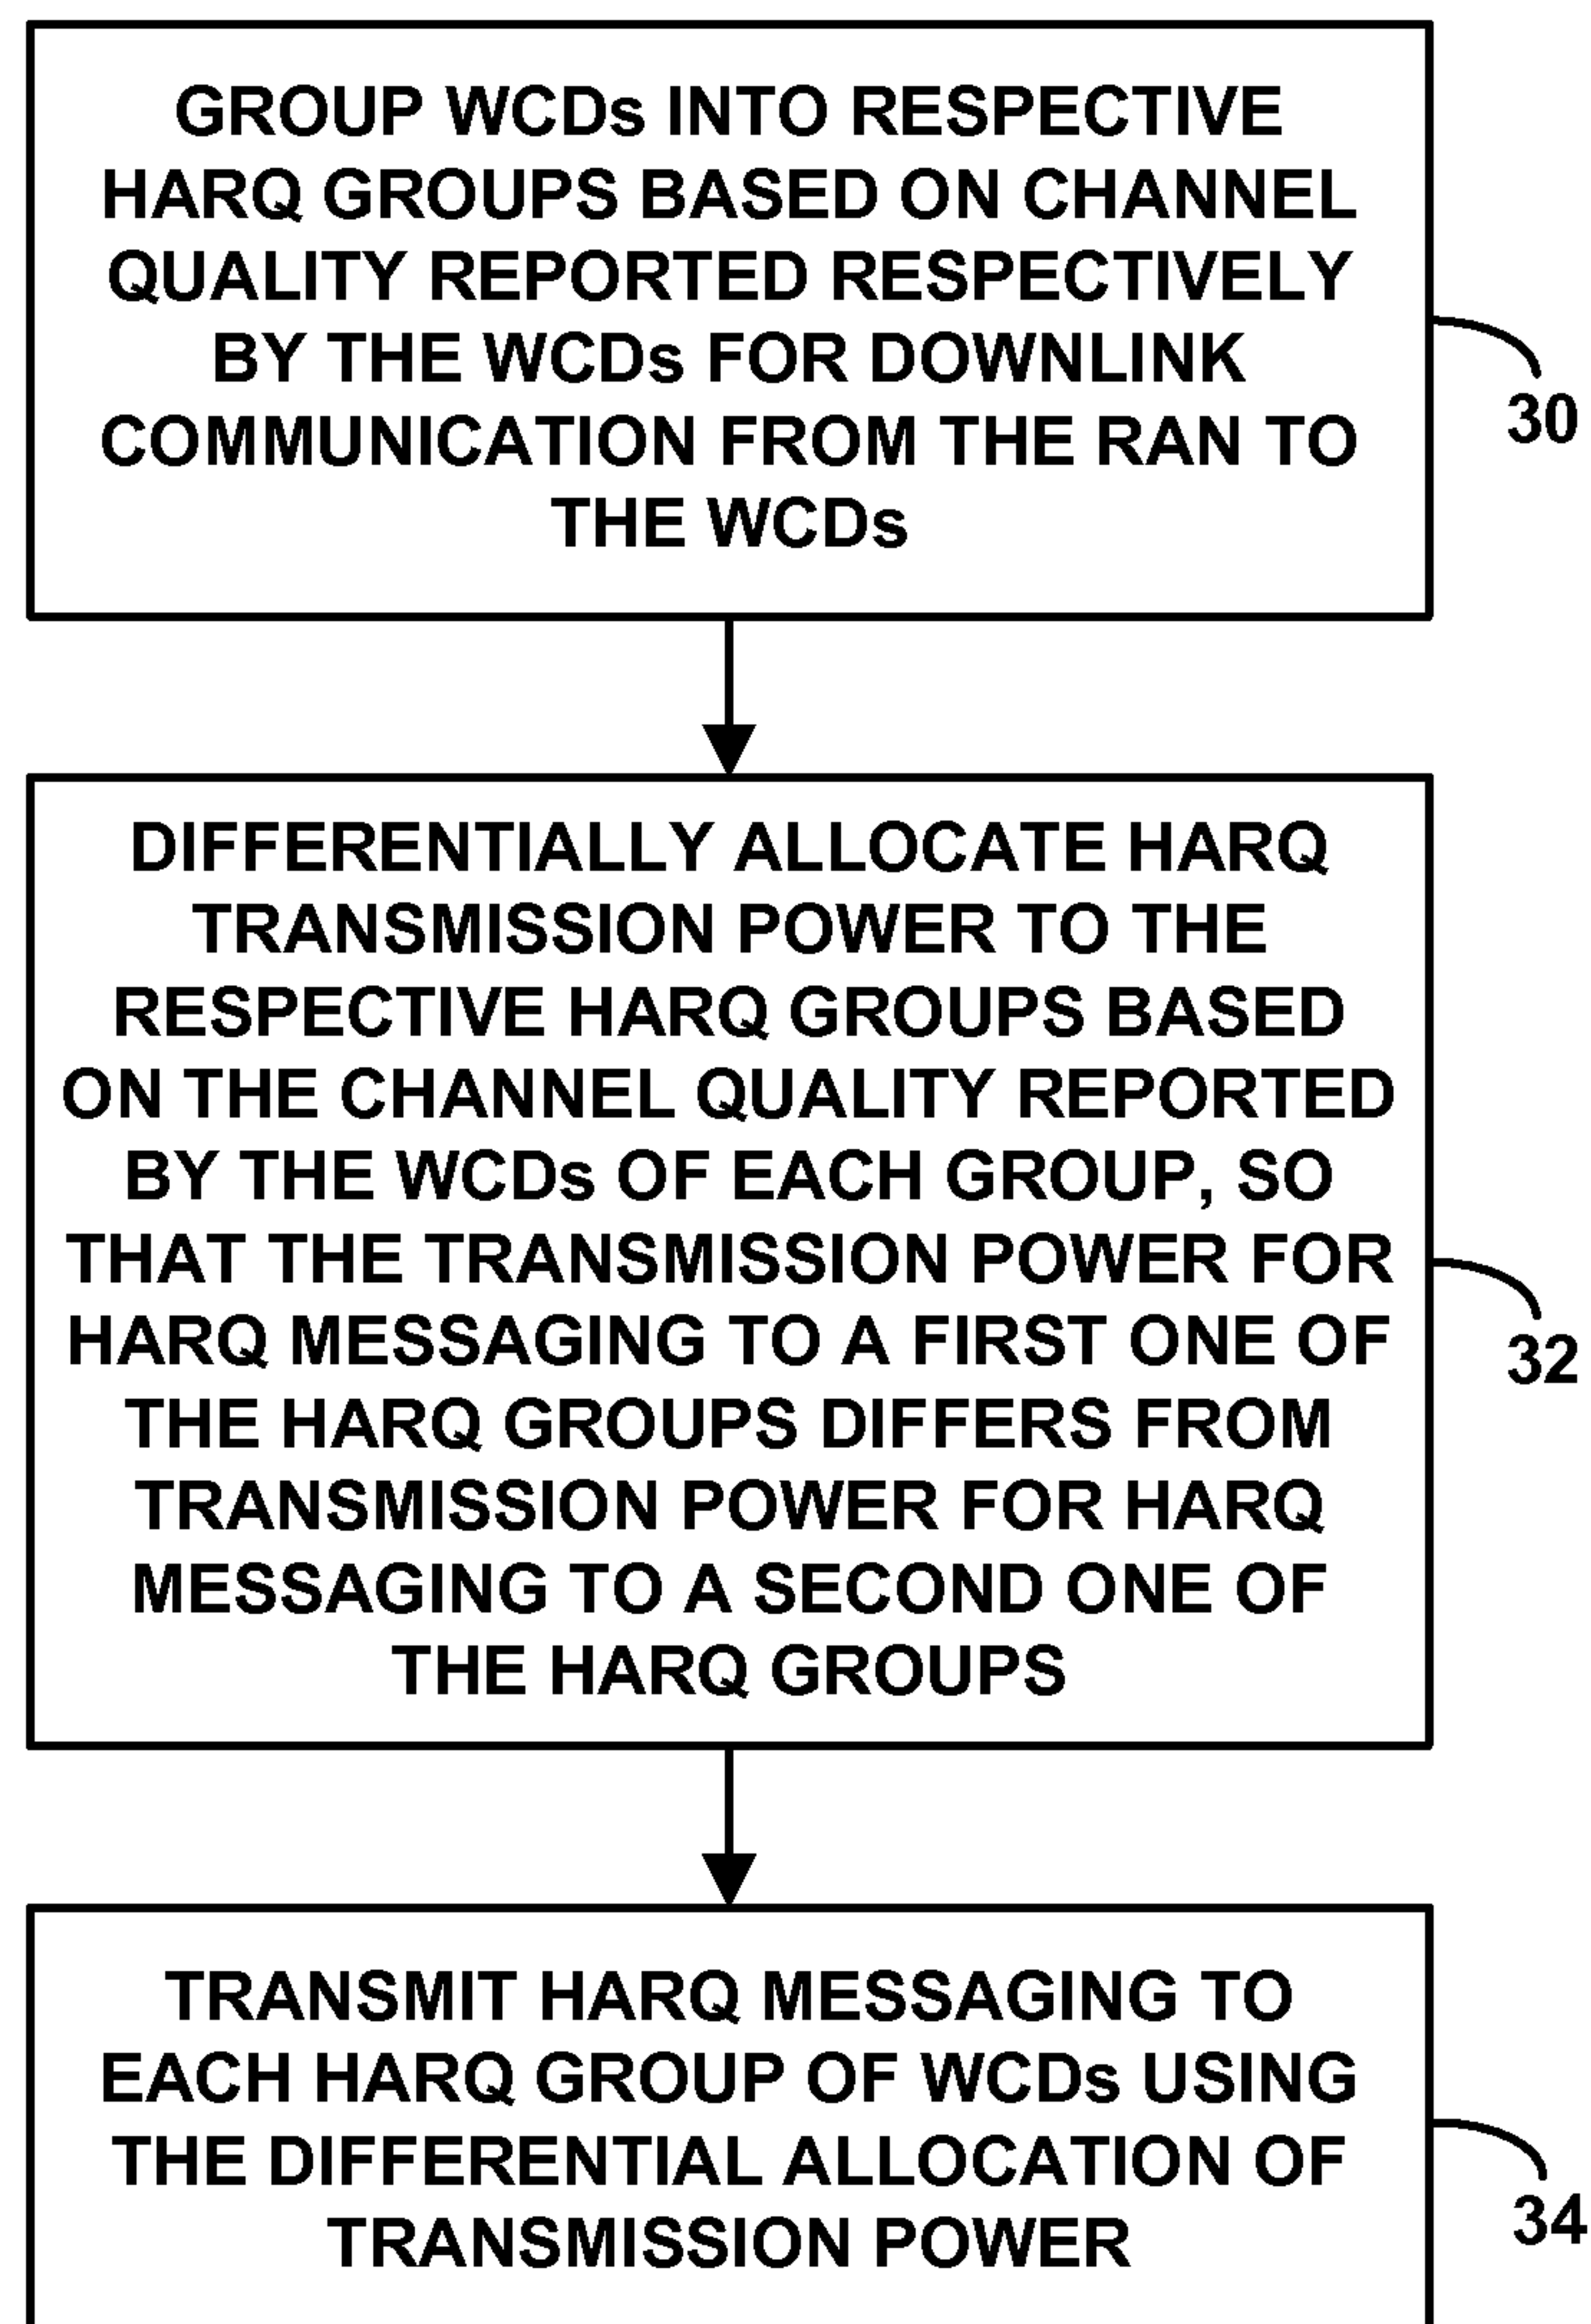 GROUP WCDs INTO RESPECTIVE
HARQ GROUPS BASED ON CHANNEL
QUALITY REPORTED RESPECTIVELY
BY THE WCDs FOR DOWNLINK
COMMUNICATION FROM THE RAN TO
THE WCDs
30
DIFFERENTIALLY ALLOCATE HARQ
TRANSMISSION POWER TO THE
RESPECTIVE HARQ GROUPS BASED
ON THE CHANNEL QUALITY REPORTED
BY THE WCDs OF EACH GROUP, SO
THAT THE TRANSMISSION POWER FOR
HARQ MESSAGING TO A FIRST ONE OF
THE HARQ GROUPS DIFFERS FROM
TRANSMISSION POWER FOR HARQ
MESSAGING TO A SECOND ONE OF
THE HARQ GROUPS
32
TRANSMIT HARQ MESSAGING TO
EACH HARQ GROUP OF WCDs USING
THE DIFFERENTIAL ALLOCATION OF
TRANSMISSION POWER
34